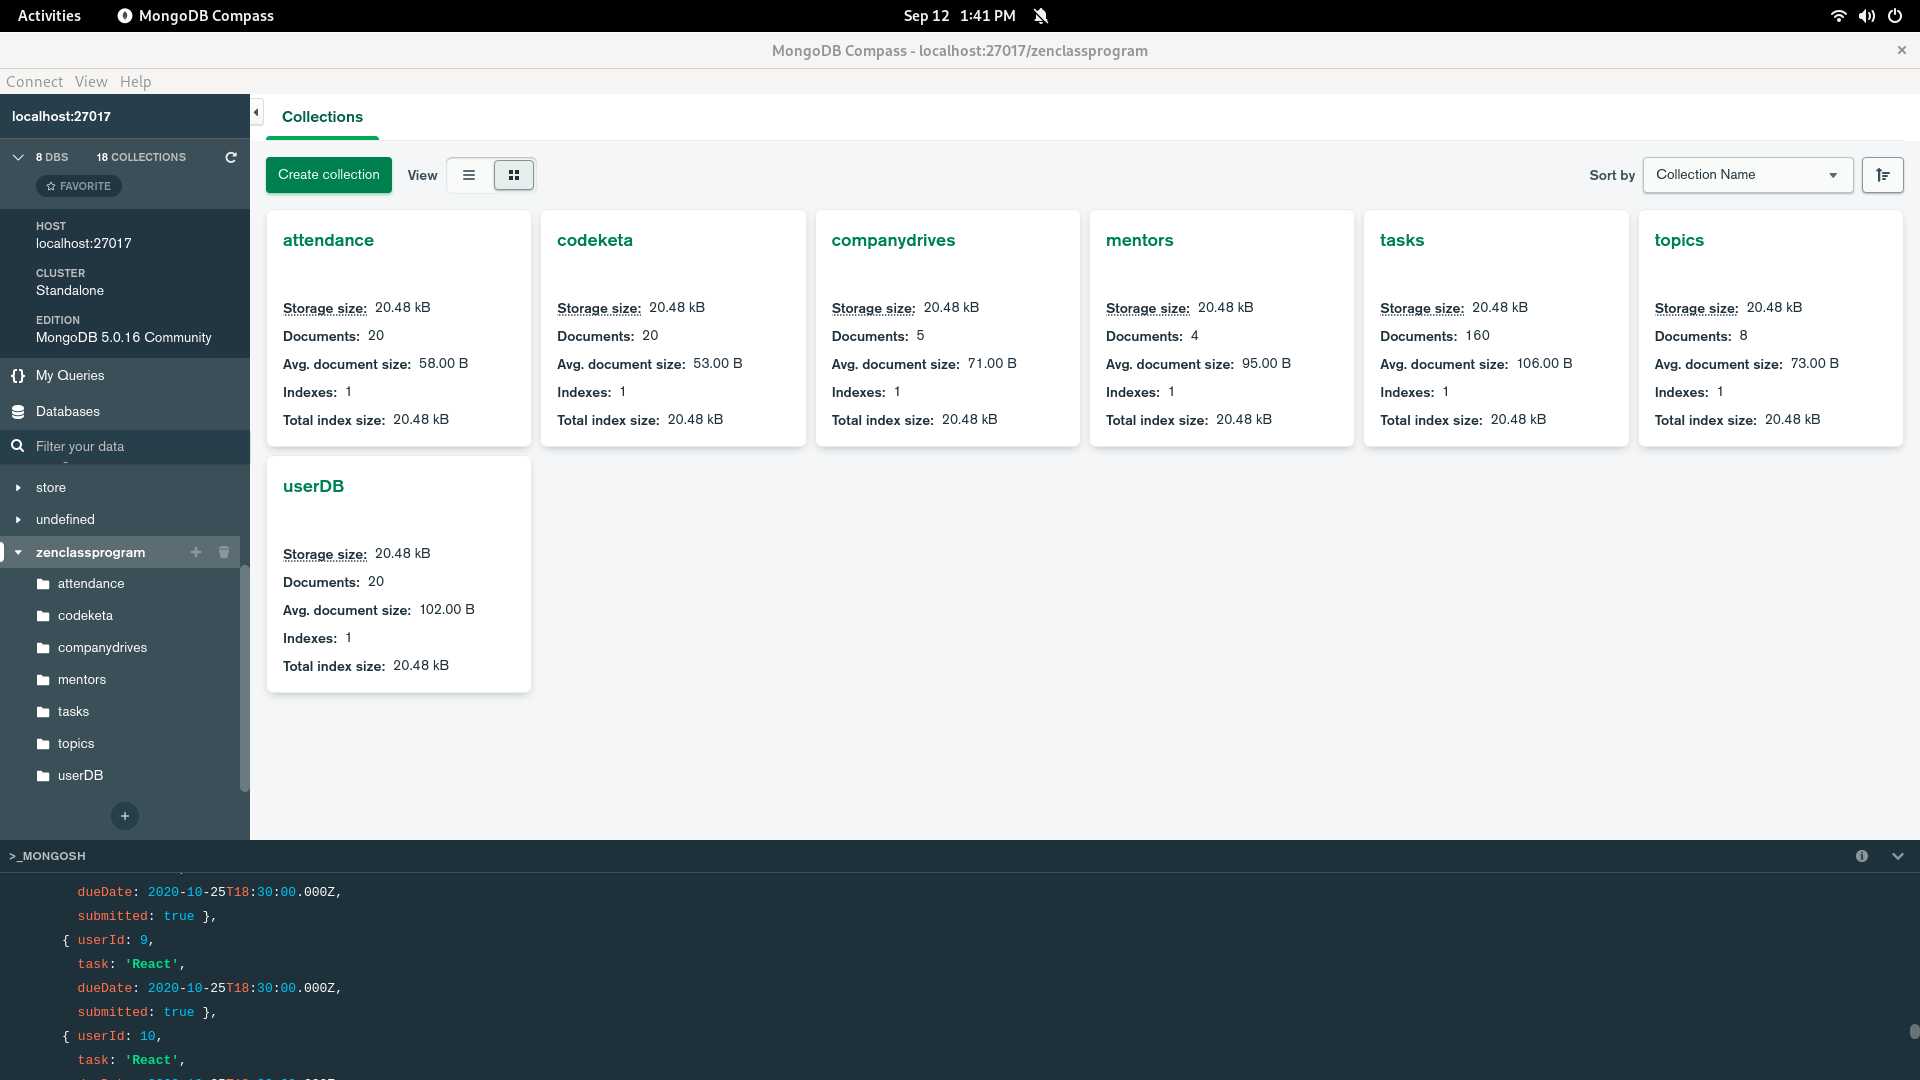 Activities MongoDB Compass Sep 12 1:41 PM
MongoDB Compass - localhost:27017/zenclassprogram
Connect View Help
localhost:27017
8 DBS 18 COLLECTIONS
FAVORITE
HOST
localhost:27017
CLUSTER
Standalone
EDITION
MongoDB 5.0.16 Community
{} My Queries
Databases
Filter your data
store
undefined
zenclassprogram
attendance
codeketa
companydrives
mentors
tasks
topics
userDB
+
Collections
Create collection View Sort by Collection Name
attendance
Storage size: 20.48 kB
Documents: 20
Avg. document size: 58.00 B
Indexes: 1
Total index size: 20.48 kB
codeketa
Storage size: 20.48 kB
Documents: 20
Avg. document size: 53.00 B
Indexes: 1
Total index size: 20.48 kB
companydrives
Storage size: 20.48 kB
Documents: 5
Avg. document size: 71.00 B
Indexes: 1
Total index size: 20.48 kB
mentors
Storage size: 20.48 kB
Documents: 4
Avg. document size: 95.00 B
Indexes: 1
Total index size: 20.48 kB
tasks
Storage size: 20.48 kB
Documents: 160
Avg. document size: 106.00 B
Indexes: 1
Total index size: 20.48 kB
topics
Storage size: 20.48 kB
Documents: 8
Avg. document size: 73.00 B
Indexes: 1
Total index size: 20.48 kB
userDB
Storage size: 20.48 kB
Documents: 20
Avg. document size: 102.00 B
Indexes: 1
Total index size: 20.48 kB
>_MONGOSH
dueDate: 2020-10-25T18:30:00.000Z,
submitted: true },
{ userId: 9,
task: 'React',
dueDate: 2020-10-25T18:30:00.000Z,
submitted: true },
{ userId: 10,
task: 'React',